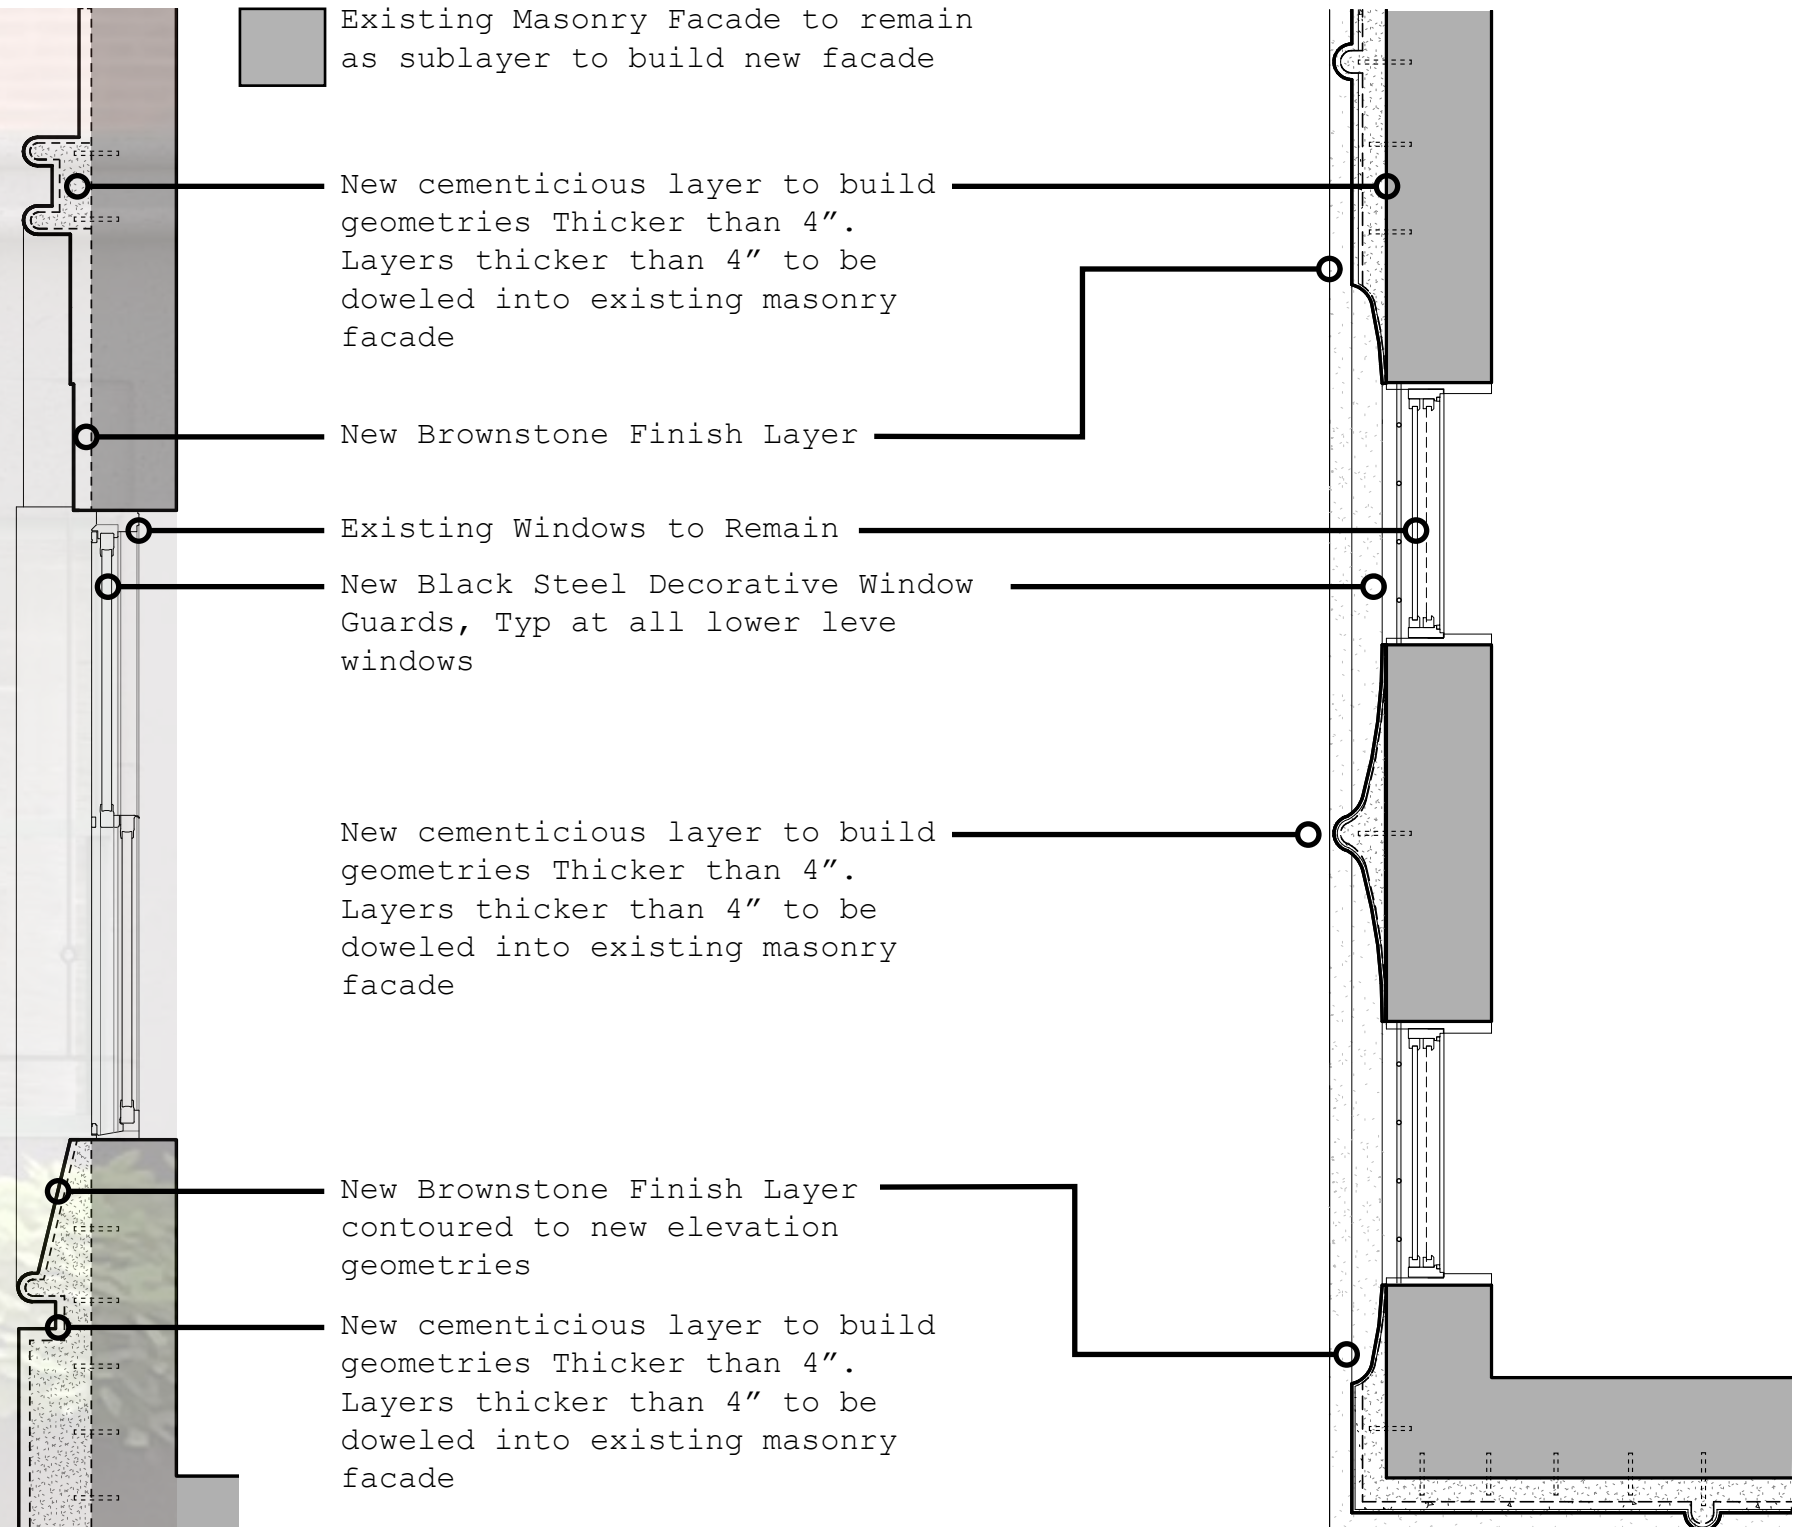 Existing Masonry Facade to remain
as sublayer to build new facade
New cementicious layer to build
geometries Thicker than 4”.
Layers thicker than 4” to be
doweled into existing masonry
facade
New Brownstone Finish Layer
Existing Windows to Remain
New Black Steel Decorative Window
Guards, Typ at all lower leve
windows
New cementicious layer to build
geometries Thicker than 4”.
Layers thicker than 4” to be
doweled into existing masonry
facade
New Brownstone Finish Layer
contoured to new elevation
geometries
New cementicious layer to build
geometries Thicker than 4”.
Layers thicker than 4” to be
doweled into existing masonry
facade